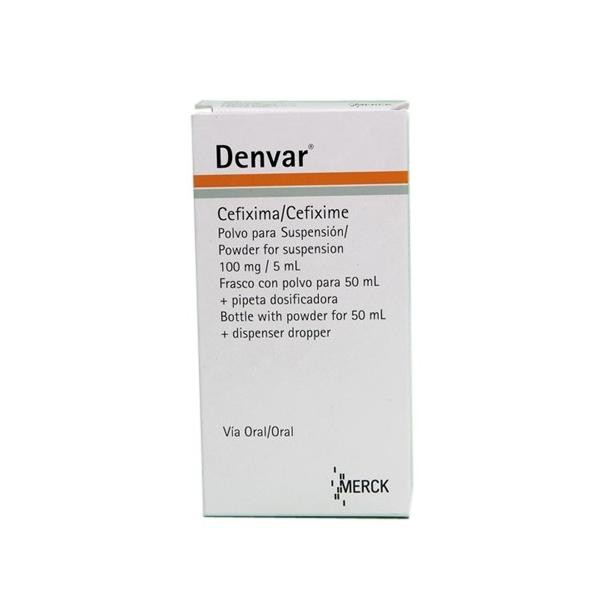 MERCK
Denvar®
Cefixima/Cefixime
Polvo para Suspensión/
Powder for suspension
100 mg / 5 mL
Frasco con polvo para 50 mL
+ pipeta dosificadora
Bottle with powder for 50 mL
+ dispenser dropper
Vía Oral/Oral
MERCK